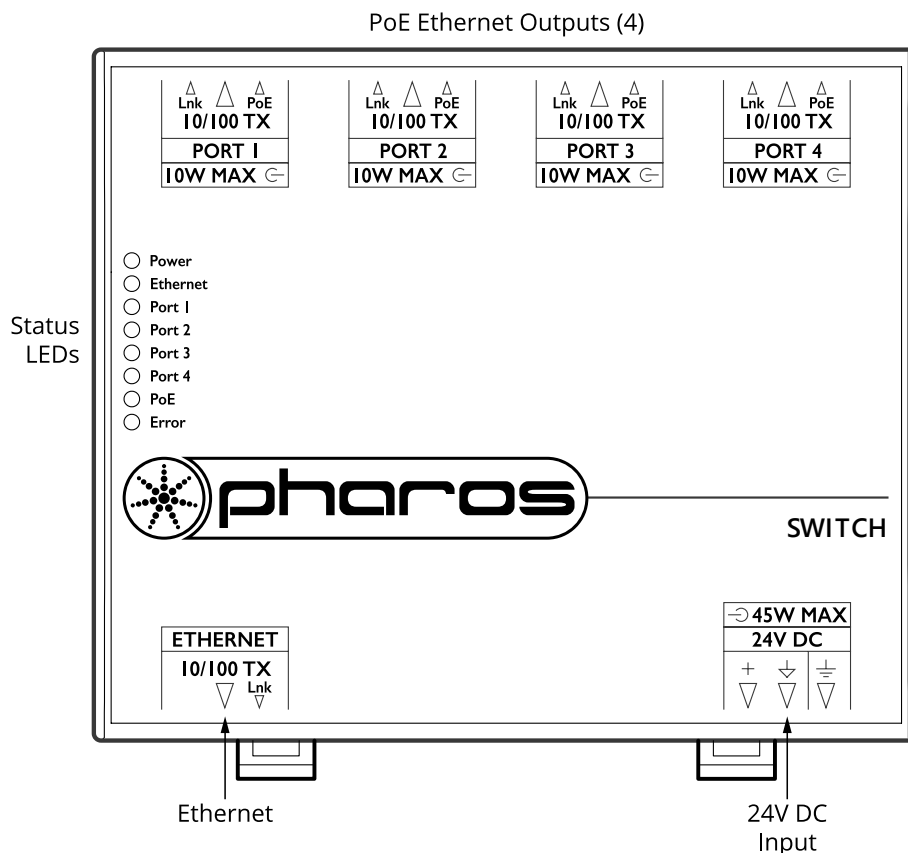 PoE Ethernet Outputs (4)
Lnk PoE
10/100 TX
PORT 1
10W MAX
Lnk PoE
10/100 TX
PORT 2
10W MAX
Lnk PoE
10/100 TX
PORT 3
10W MAX
Lnk PoE
10/100 TX
PORT 4
10W MAX
Status
LEDs
Power
Ethernet
Port 1
Port 2
Port 3
Port 4
PoE
Error
pharos
SWITCH
ETHERNET
10/100 TX
Lnk
45W MAX
24V DC
+
Ethernet
24V DC
Input